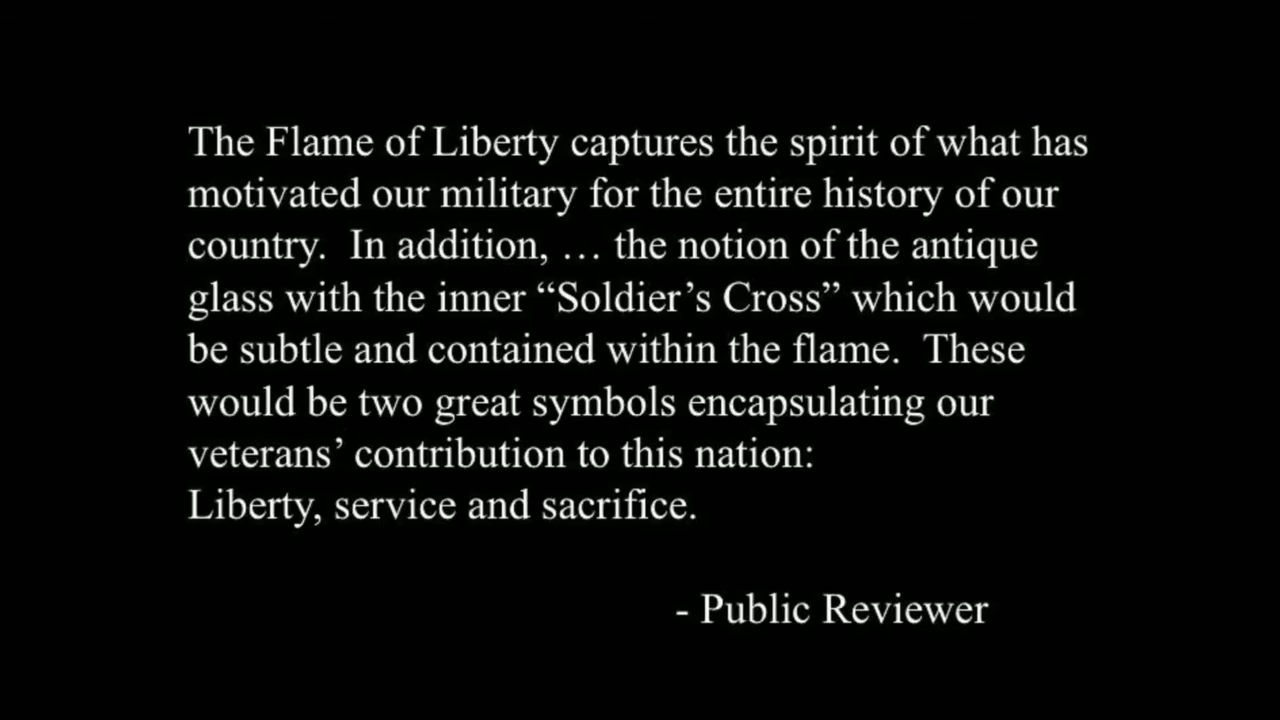 The Flame of Liberty captures the spirit of what has
motivated our military for the entire history of our
country.  In addition, … the notion of the antique
glass with the inner “Soldier’s Cross” which would
be subtle and contained within the flame.  These
would be two great symbols encapsulating our
veterans’ contribution to this nation:
Liberty, service and sacrifice.
- Public Reviewer